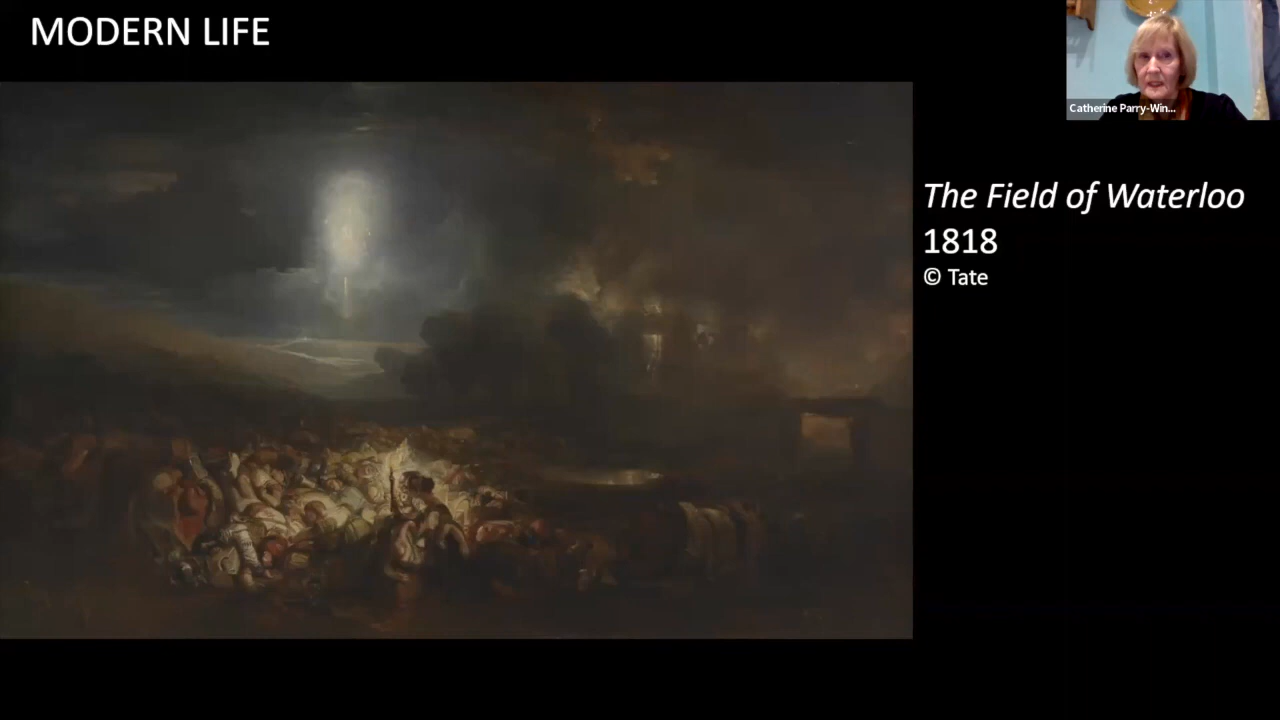 MODERN LIFE
Catherine Parry-Win...
The Field of Waterloo
1818
© Tate